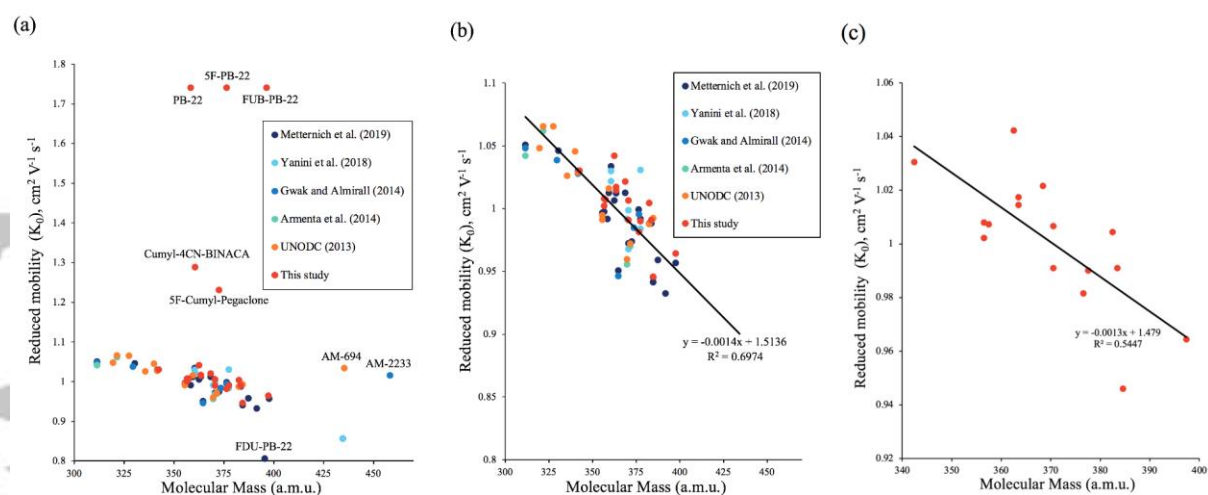 (a)
Reduced mobility (K0), cm2 V-1 s-1
1.8
1.7
1.6
1.5
1.4
1.3
1.2
1.1
1
0.9
0.8
5F-PB-22
PB-22
FUB-PB-22
Metternich et al. (2019)
Yanini et al. (2018)
Gwak and Almirall (2014)
Armenta et al. (2014)
UNODC (2013)
This study
Cumyl-4CN-BINACA
5F-Cumyl-Pegaclone
AM-694
AM-2233
FDU-PB-22
300
325
350
375
400
425
450
Molecular Mass (a.m.u.)
(b)
Reduced mobility (K0), cm2 V-1 s-1
1.1
1.05
1
0.95
0.9
0.85
0.8
Metternich et al. (2019)
Yanini et al. (2018)
Gwak and Almirall (2014)
Armenta et al. (2014)
UNODC (2013)
This study
y = -0.0014x + 1.5136
R² = 0.6974
300
325
350
375
400
425
450
Molecular Mass (a.m.u.)
(c)
Reduced mobility (K0), cm2 V-1 s-1
1.06
1.04
1.02
1
0.98
0.96
0.94
0.92
y = -0.0013x + 1.479
R² = 0.5447
340
350
360
370
380
390
400
Molecular Mass (a.m.u.)